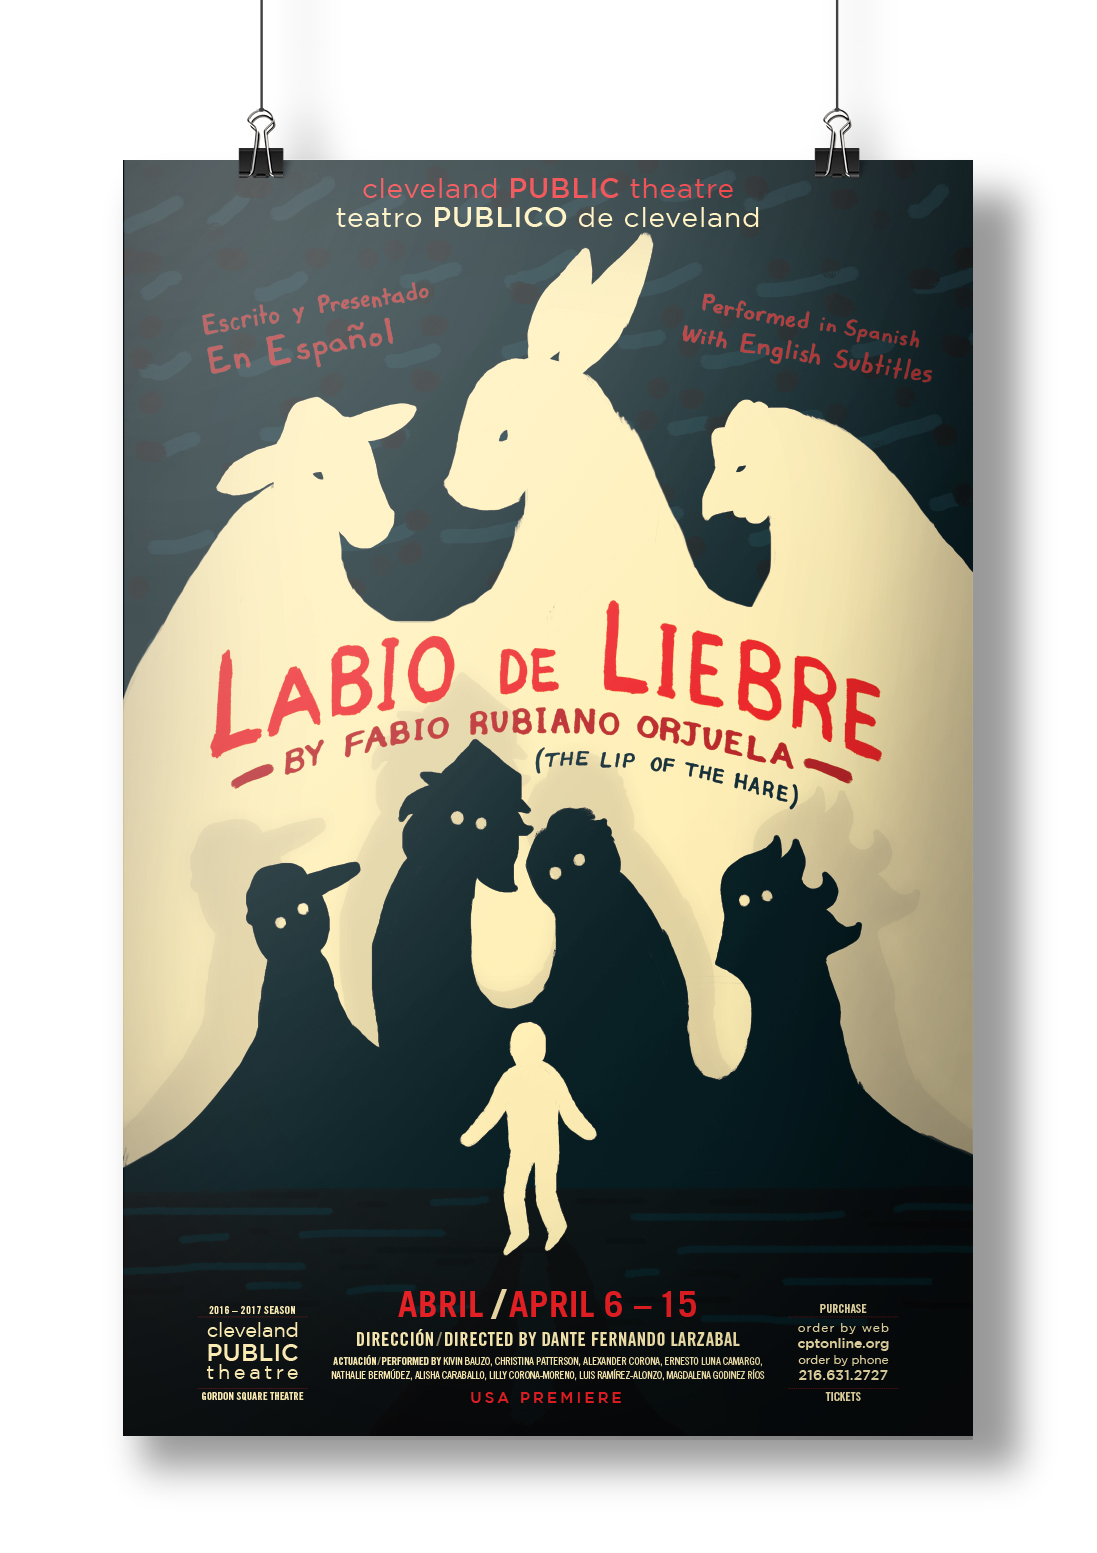 cleveland PUBLIC theatre
teatro PUBLICO de cleveland
Escrito y Presentado
En Español
Performed in Spanish
With English Subtitles
LABIO DE LIEBRE
BY FABIO RUBIANO ORJUELA
(THE LIP OF THE HARE)
ABRIL / APRIL 6 – 15
DIRECCIÓN/DIRECTED BY DANTE FERNANDO LARZABAL
ACTUACIÓN/PERFORMED BY KIVIN BAUZO, CHRISTINA PATTERSON, ALEXANDER CORONA, ERNESTO LUNA CAMARGO,
NATHALIE BERMÚDEZ, ALISHA CARABALLO, LILLY CORONA-MORENO, LUIS RAMÍREZ-ALONZO, MAGDALENA GODINEZ RÍOS
USA PREMIERE
2016 – 2017 SEASON
cleveland
PUBLIC
theatre
GORDON SQUARE THEATRE
PURCHASE
order by web
cptonline.org
order by phone
216.631.2727
TICKETS